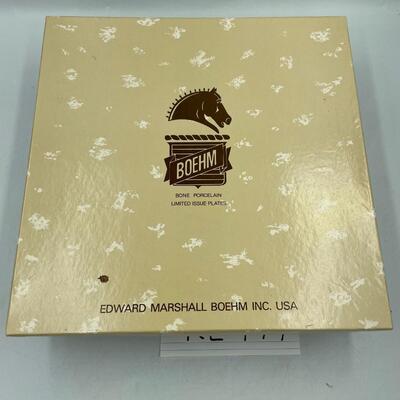 BOEHM
BONE PORCELAIN
LIMITED ISSUE PLATES
EDWARD MARSHALL BOEHM INC. USA